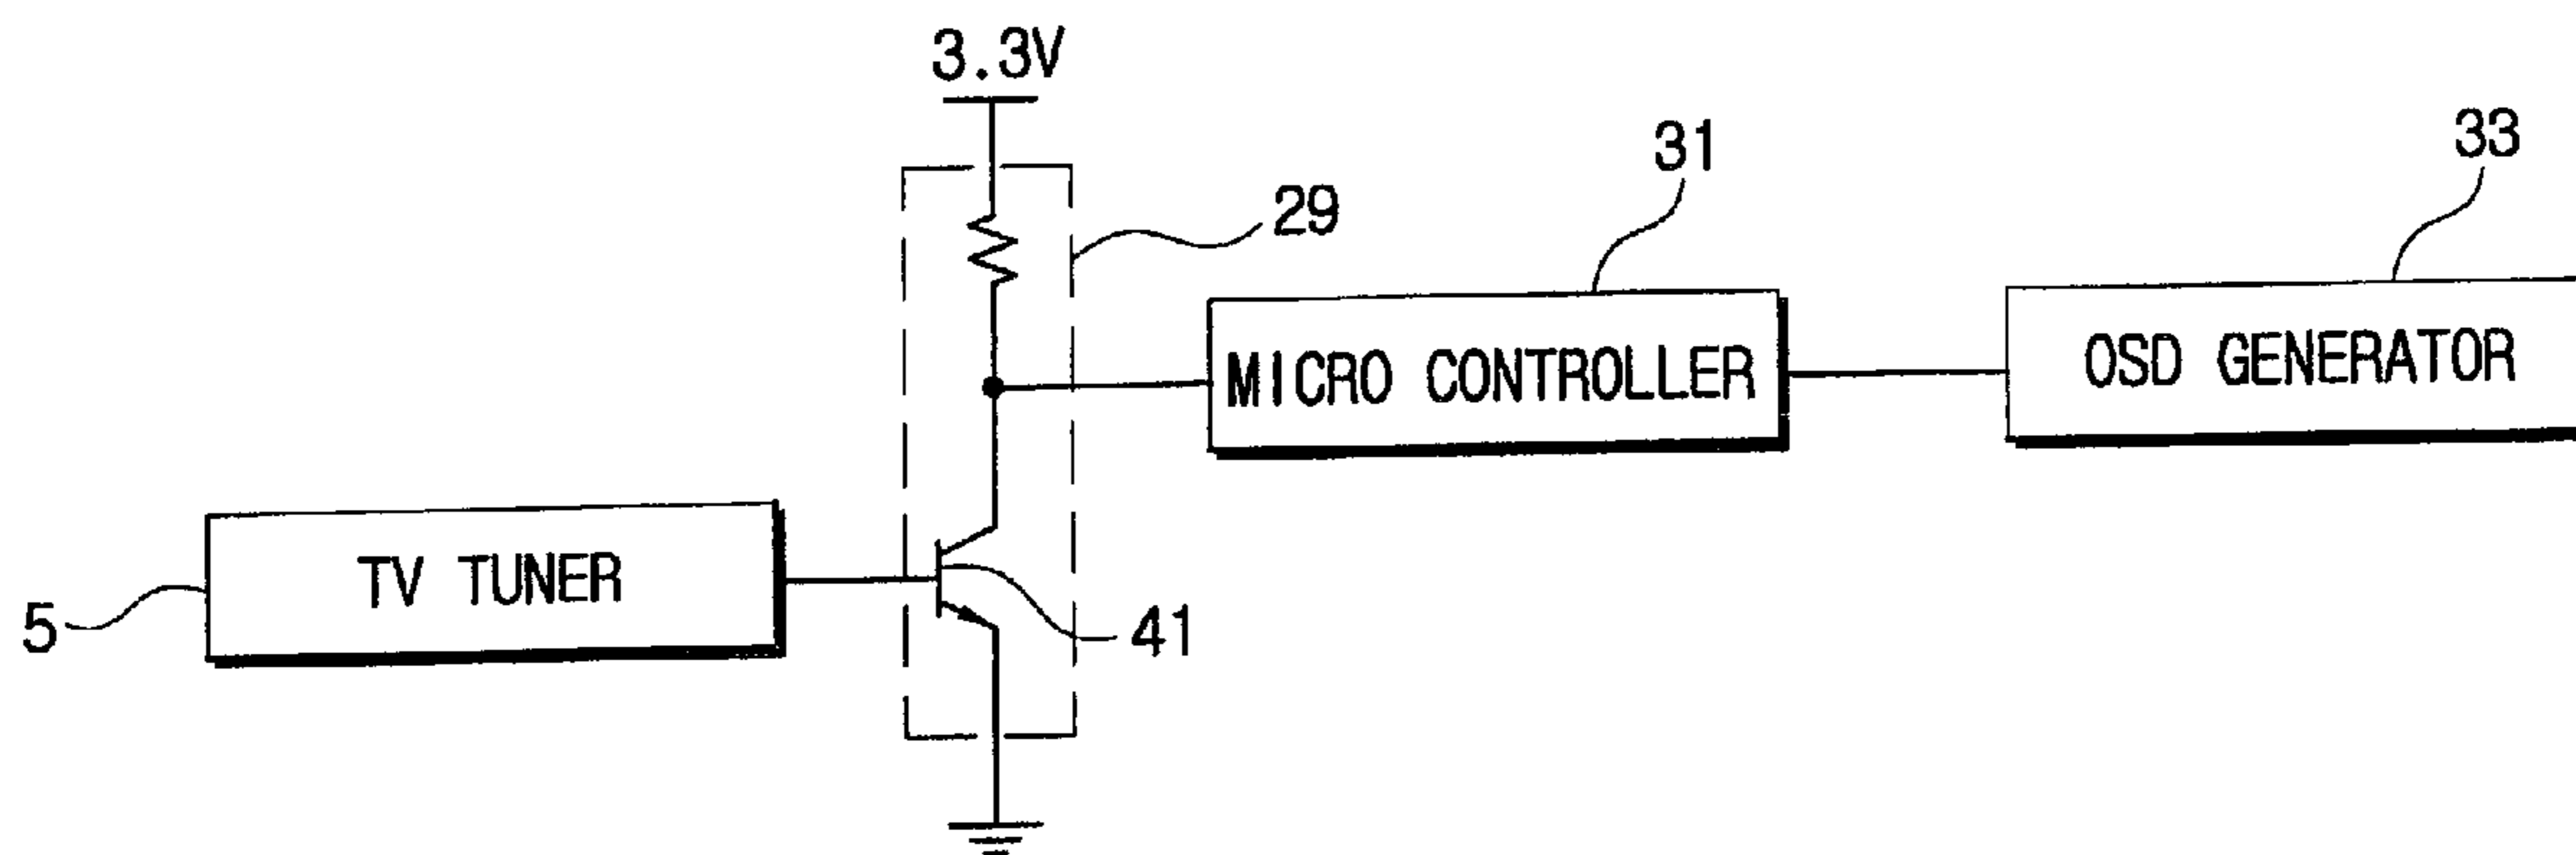 3.3V
31
33
29
MICRO CONTROLLER
OSD GENERATOR
TV TUNER
5
41